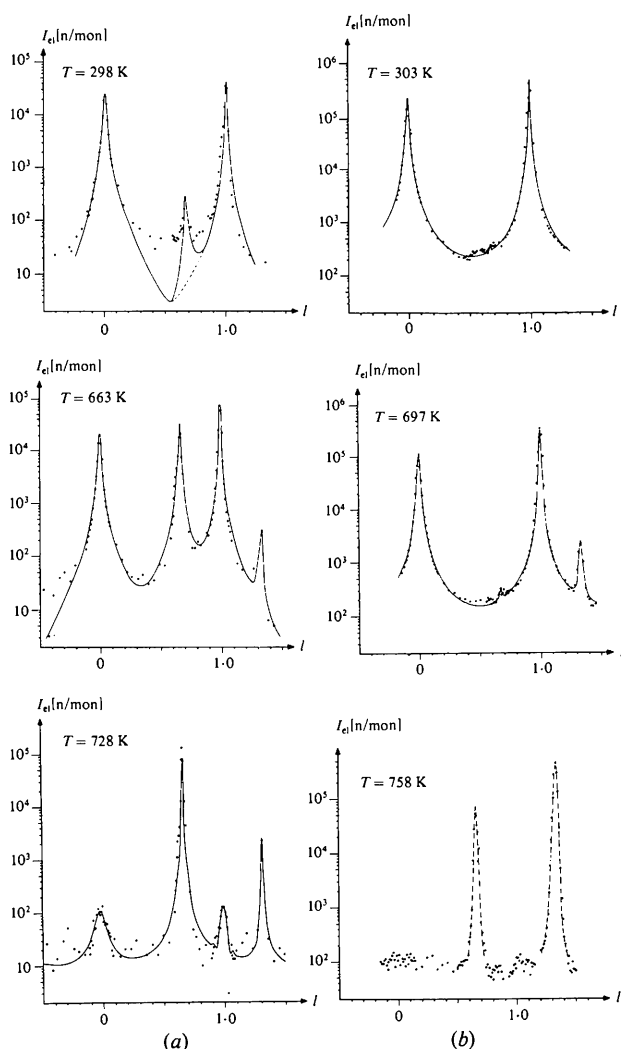 I_el[n/mon]
T = 298 K
10^5
10^4
10^3
10^2
10
0
1·0
l
I_el[n/mon]
T = 303 K
10^6
10^5
10^4
10^3
10^2
0
1·0
l
I_el[n/mon]
T = 663 K
10^5
10^4
10^3
10^2
10
0
1·0
l
I_el[n/mon]
T = 697 K
10^6
10^5
10^4
10^3
10^2
0
1·0
I_el[n/mon]
T = 728 K
10^5
10^4
10^3
10^2
10
0
1·0
l
I_el[n/mon]
T = 758 K
10^5
10^4
10^3
10^2
0
1·0
l
(a)
(b)